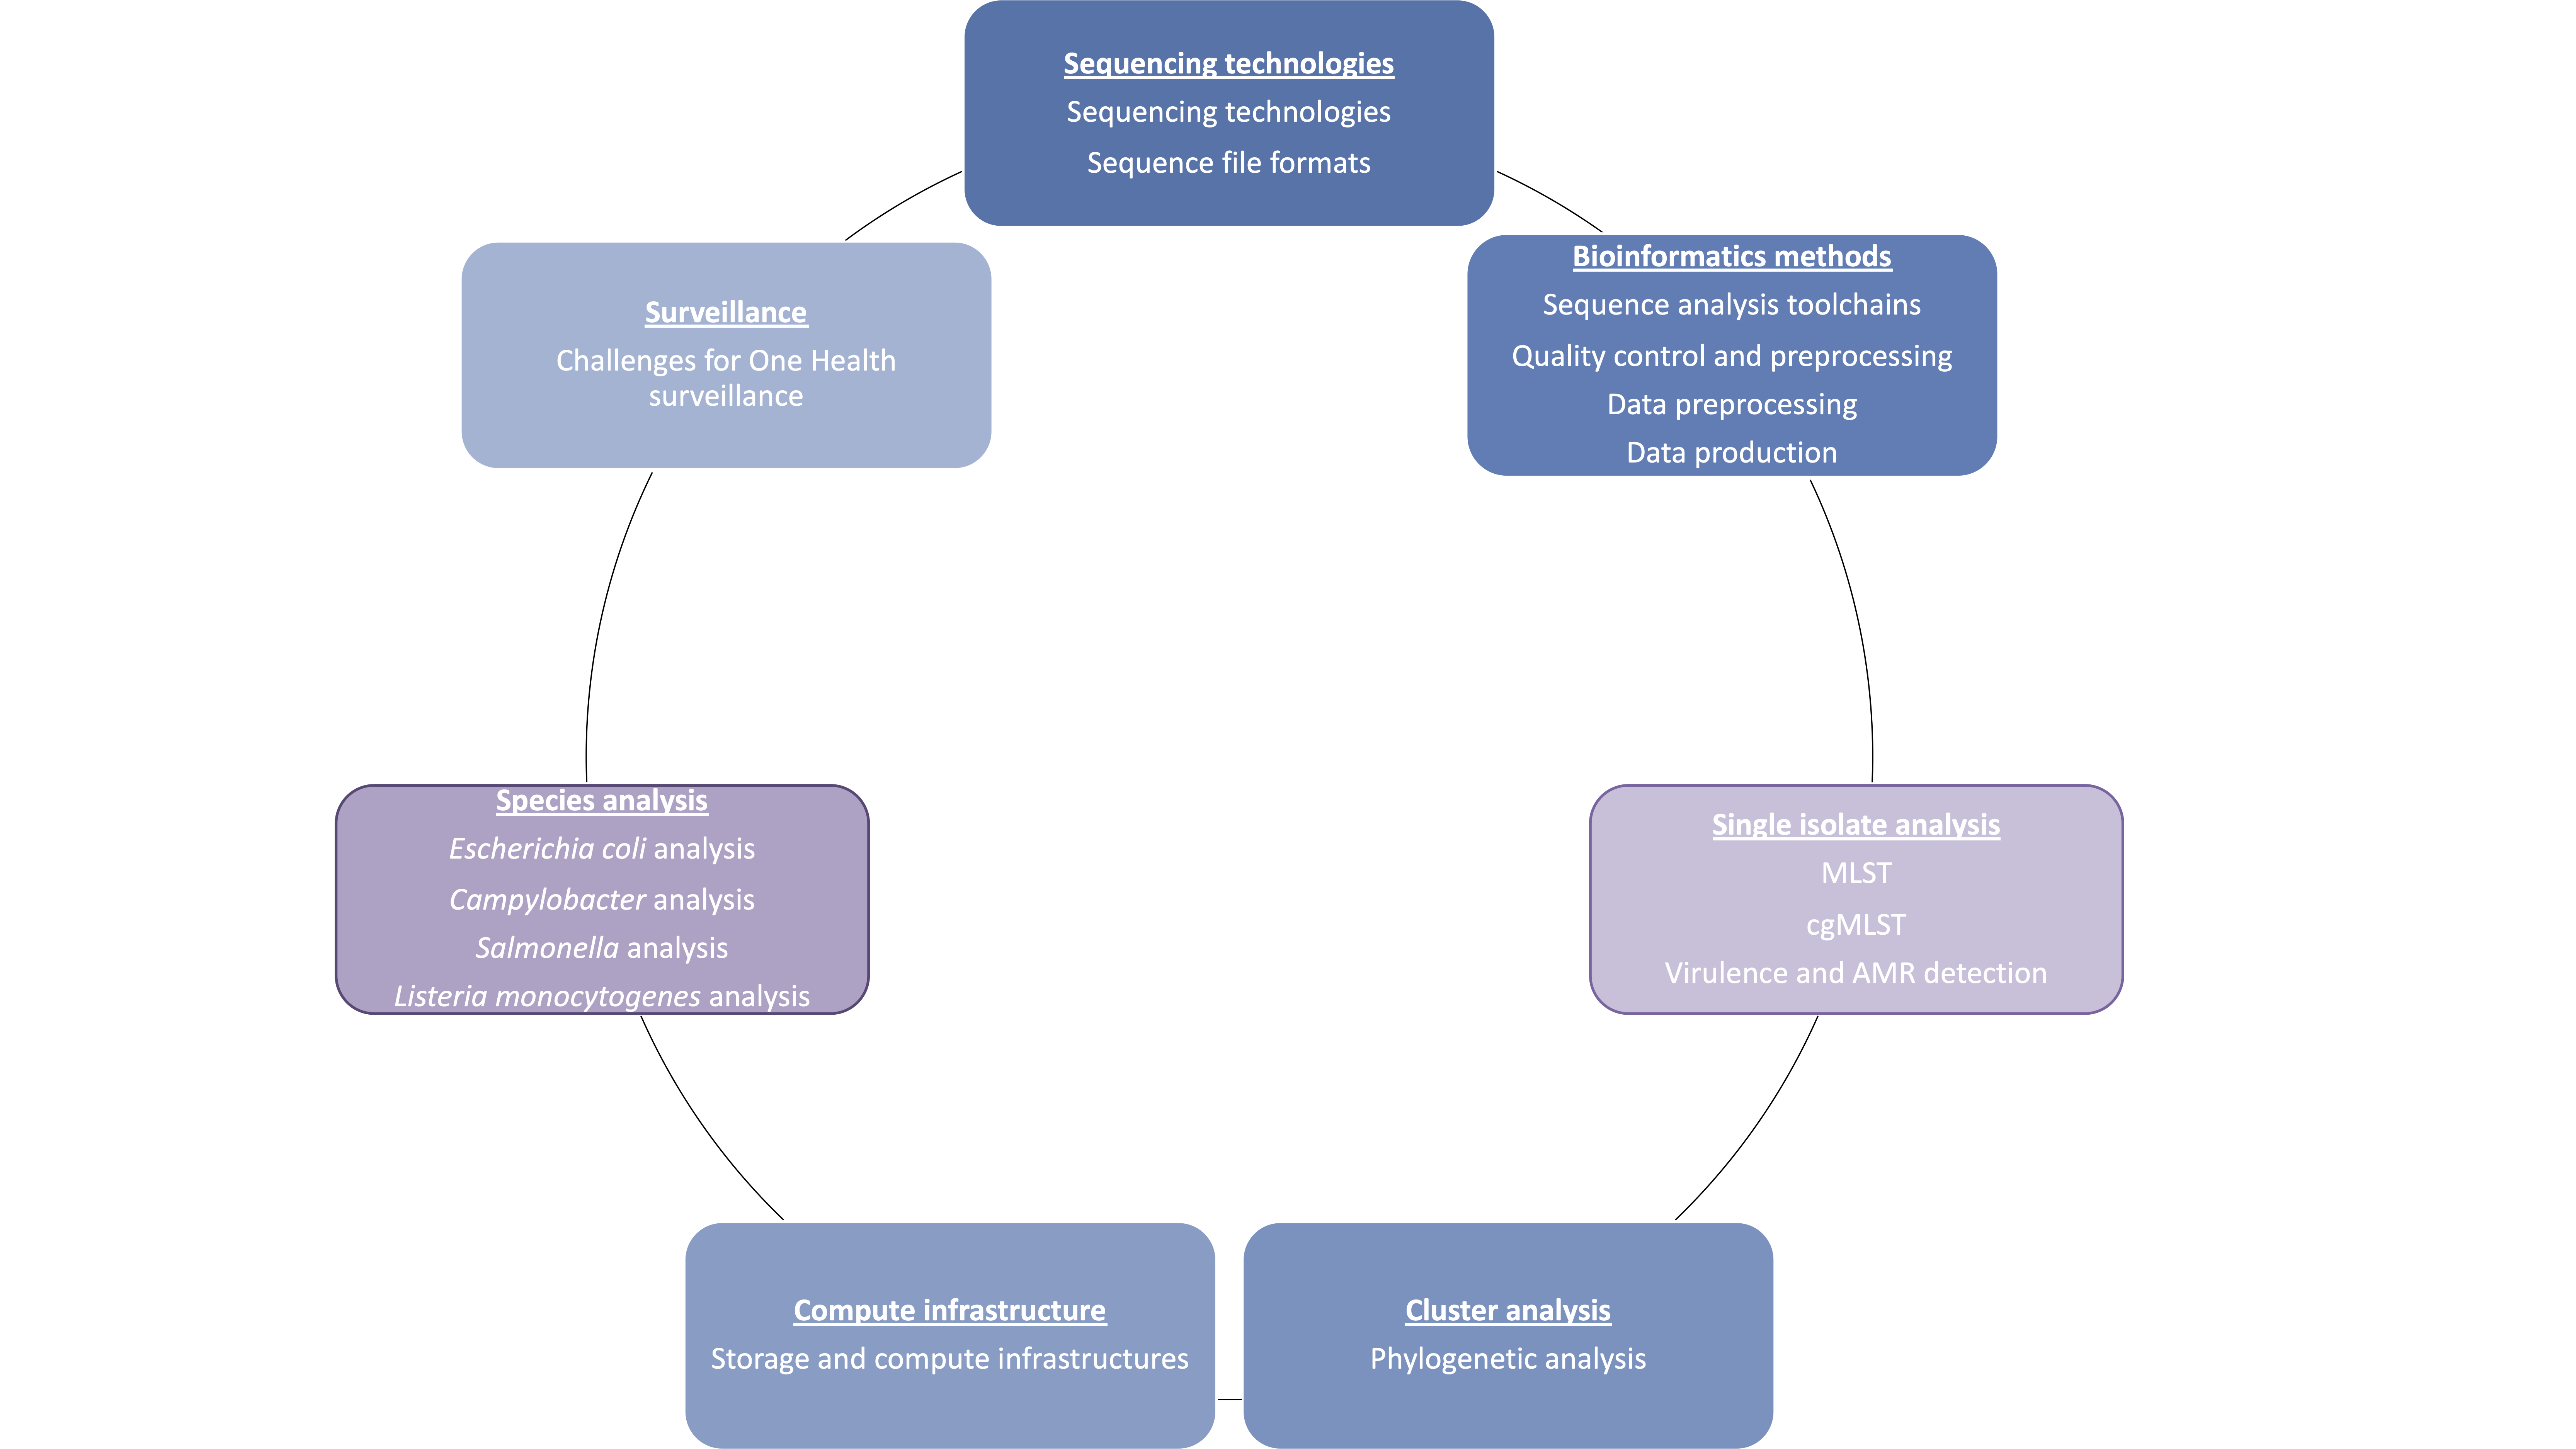 Sequencing technologies
Sequencing technologies
Sequence file formats
Bioinformatics methods
Sequence analysis toolchains
Quality control and preprocessing
Data preprocessing
Data production
Single isolate analysis
MLST
cgMLST
Virulence and AMR detection
Cluster analysis
Phylogenetic analysis
Compute infrastructure
Storage and compute infrastructures
Species analysis
Escherichia coli analysis
Campylobacter analysis
Salmonella analysis
Listeria monocytogenes analysis
Surveillance
Challenges for One Health
surveillance